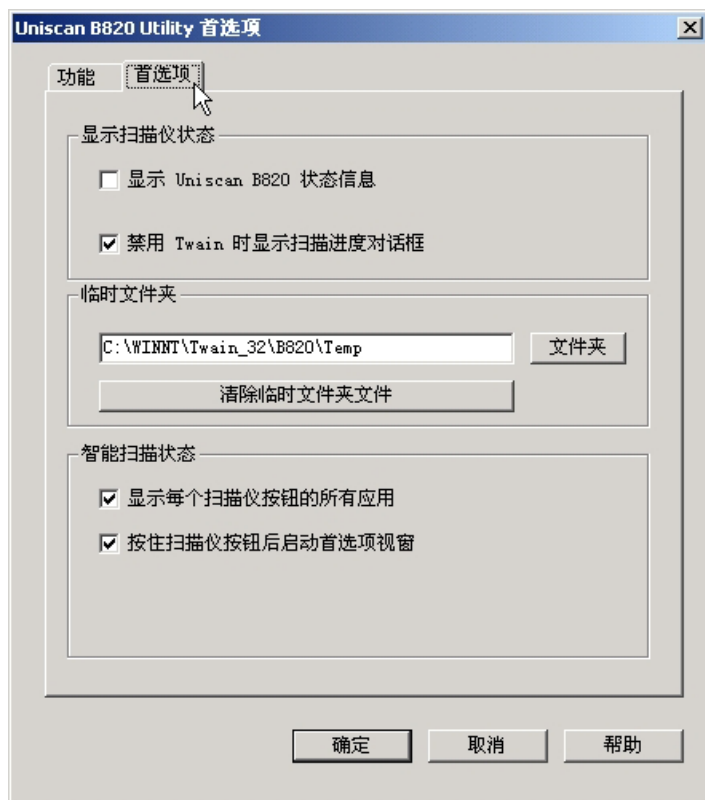 Uniscan B820 Utility 首选项
功能 首选项
显示扫描仪状态
显示 Uniscan B820 状态信息
禁用 Twain 时显示扫描进度对话框
临时文件夹
C:\WINNT\Twain_32\B820\Temp 文件夹
清除临时文件夹文件
智能扫描状态
显示每个扫描仪按钮的所有应用
按住扫描仪按钮后启动首选项视窗
确定 取消 帮助